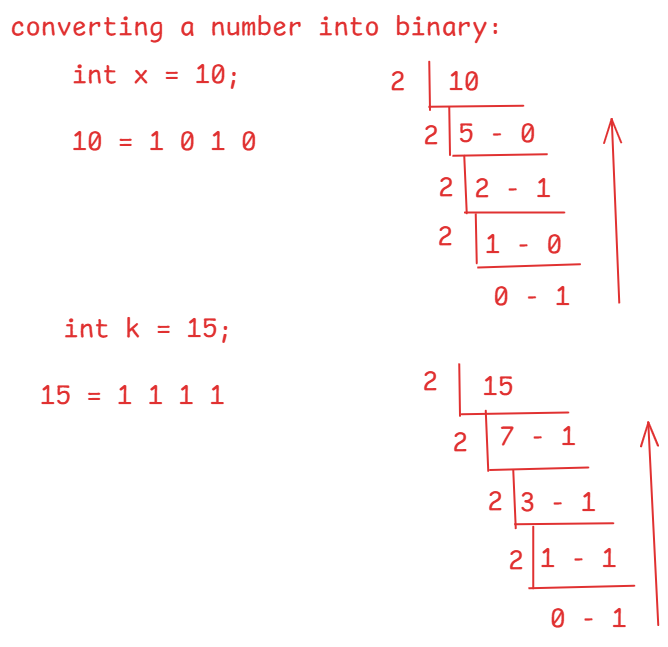 converting a number into binary:
int x = 10;
10 = 1 0 1 0
2 10
2 5 - 0
2 2 - 1
2 1 - 0
0 - 1
int k = 15;
15 = 1 1 1 1
2 15
2 7 - 1
2 3 - 1
2 1 - 1
0 - 1